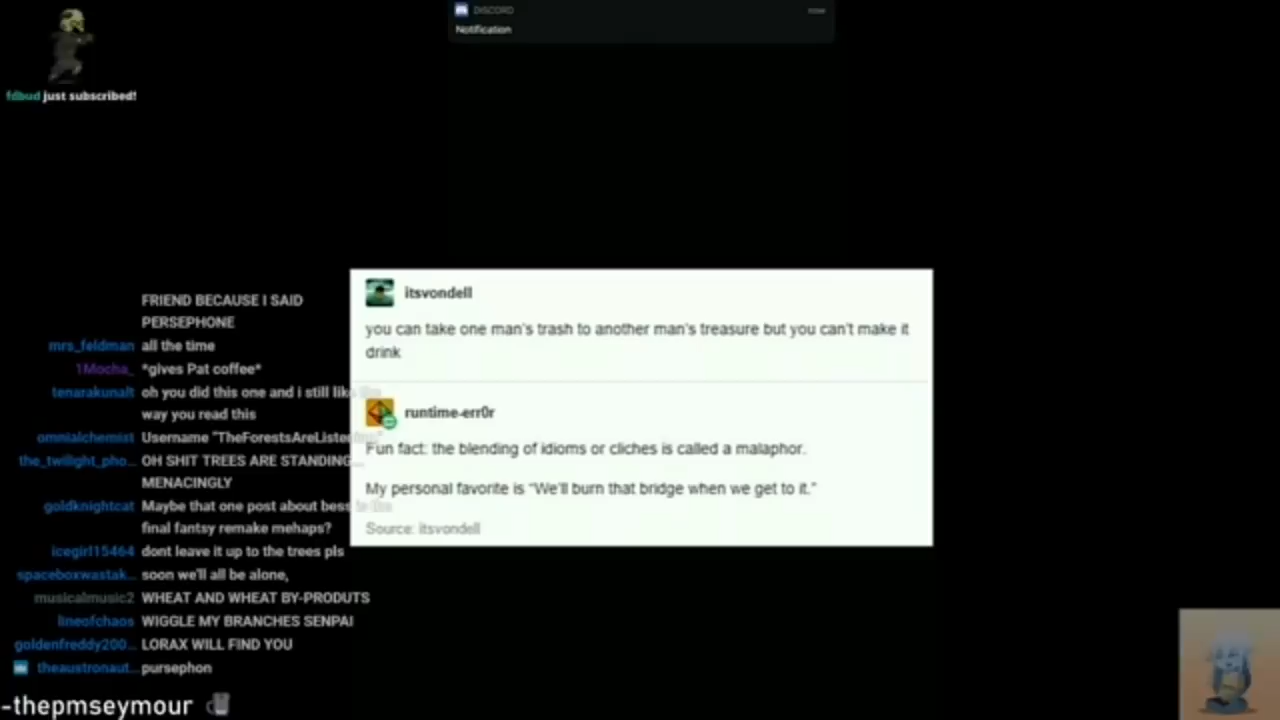 DISCORD
now
Notification
fdbud just subscribed!
FRIEND BECAUSE I SAID
PERSEPHONE
mrs_feldman all the time
1Mocha_ *gives Pat coffee*
tenarakunalt oh you did this one and i still like the
way you read this
omnialchemist Username "TheForestsAreListening"
the_twilight_pho... OH SHIT TREES ARE STANDING...
MENACINGLY
goldknightcat Maybe that one post about bess in the
final fantsy remake mehaps?
icegirl15464 dont leave it up to the trees pls
spaceboxwastak... soon we'll all be alone,
musicalmusic2 WHEAT AND WHEAT BY-PRODUTS
lineofchaos WIGGLE MY BRANCHES SENPAI
goldenfreddy200... LORAX WILL FIND YOU
theaustronaut... pursephon
-thepmseymour
itsvondell
you can take one man's trash to another man's treasure but you can't make it
drink
runtime-err0r
Fun fact: the blending of idioms or cliches is called a malaphor.
My personal favorite is “We'll burn that bridge when we get to it.”
Source: itsvondell